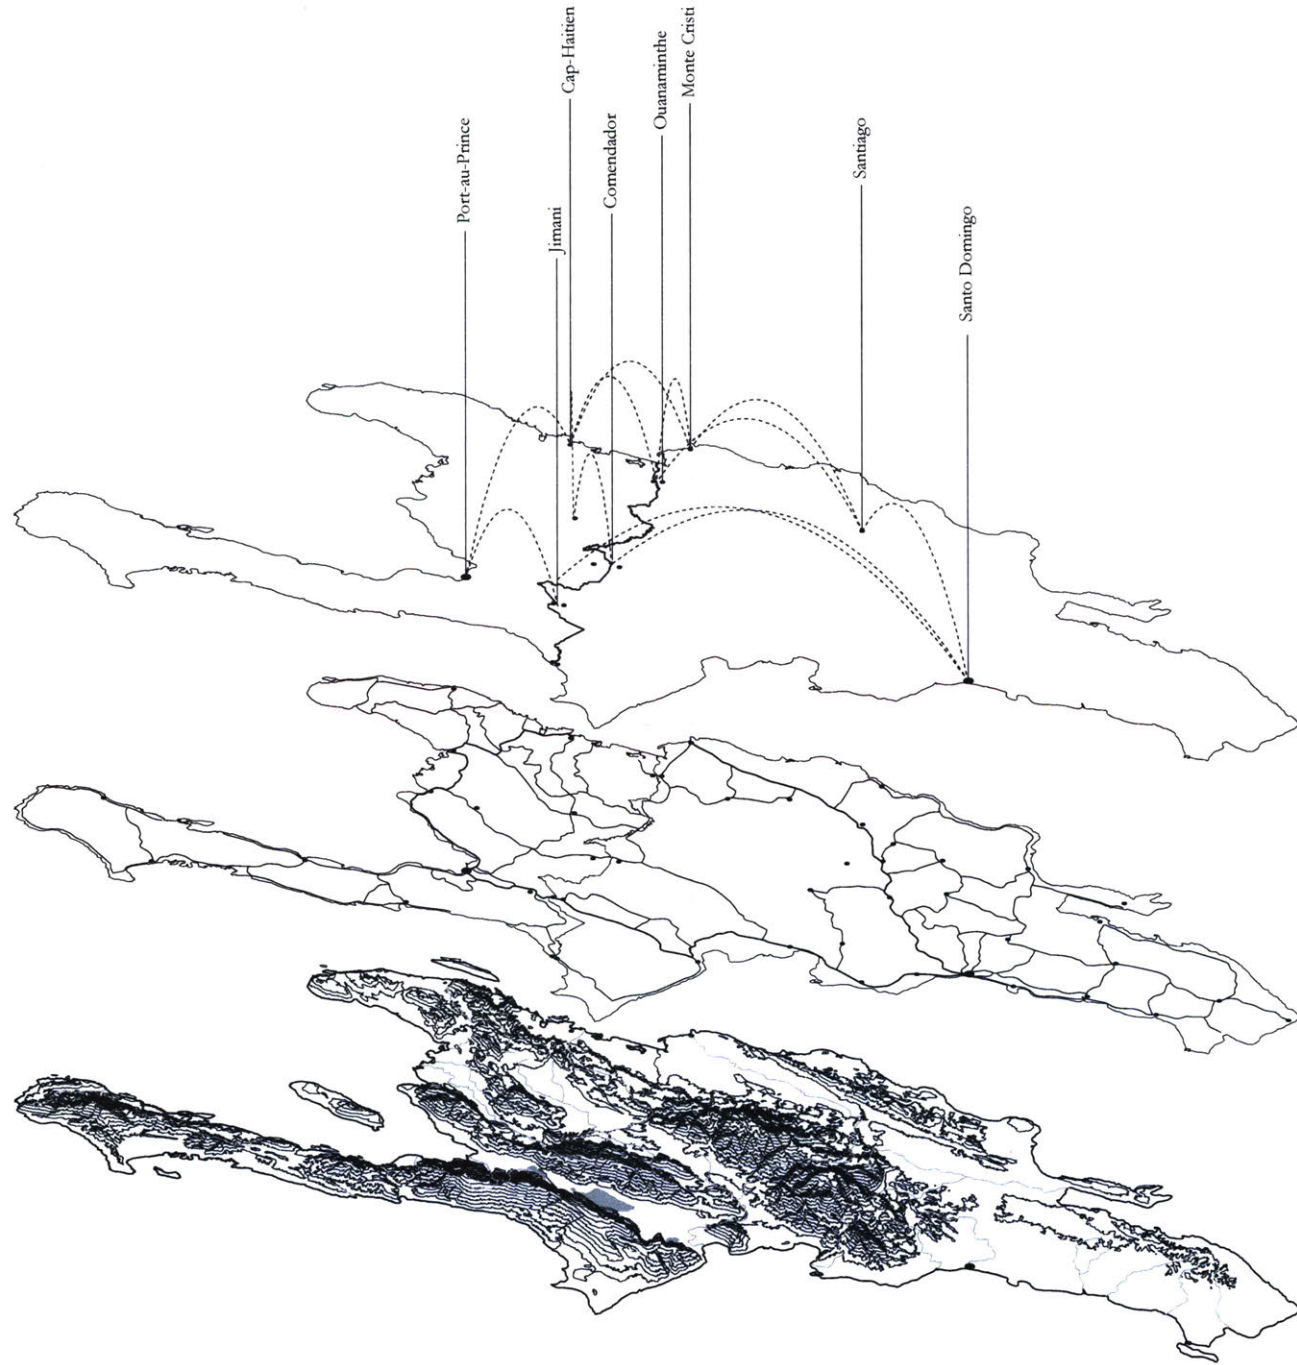 Port-au-Prince
Jimani
Cap-Haitien
Comendador
Ouanaminthe
Monte Cristi
Santiago
Santo Domingo